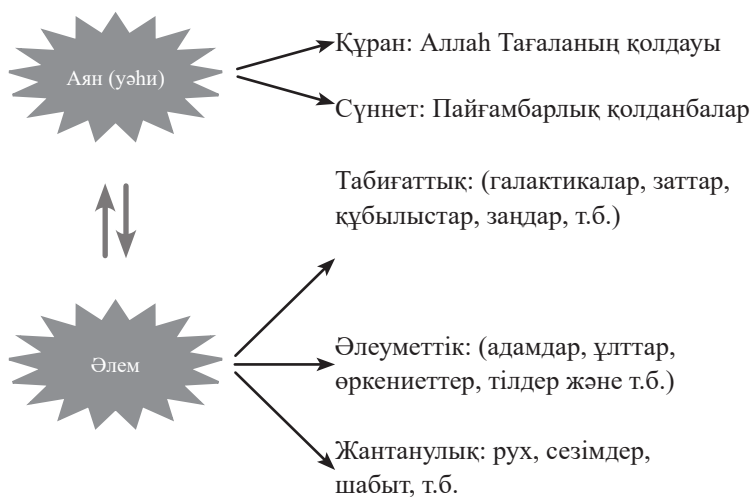 Аян (уәһи)
Құран: Аллаһ Тағаланың қолдауы
Сүннет: Пайғамбарлық қолданбалар
Табиғаттық: (галактикалар, заттар,
құбылыстар, заңдар, т.б.)
Әлем
Әлеуметтік: (адамдар, ұлттар,
өркениеттер, тілдер және т.б.)
Жантанулық: рух, сезімдер,
шабыт, т.б.